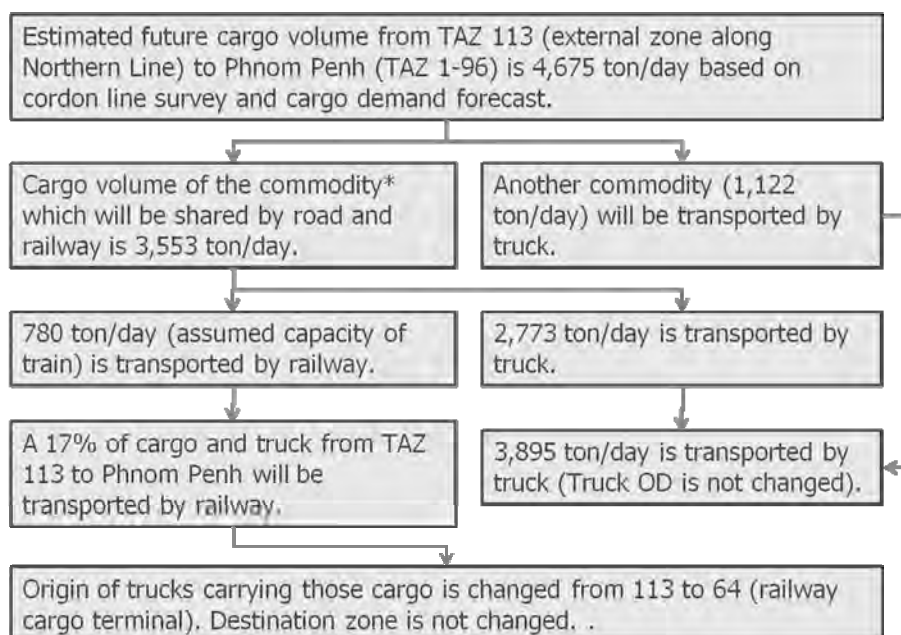 Estimated future cargo volume from TAZ 113 (external zone along
Northern Line) to Phnom Penh (TAZ 1-96) is 4,675 ton/day based on
cordon line survey and cargo demand forecast.
Cargo volume of the commodity*
which will be shared by road and
railway is 3,553 ton/day.
Another commodity (1,122
ton/day) will be transported by
truck.
780 ton/day (assumed capacity of
train) is transported by railway.
2,773 ton/day is transported by
truck.
A 17% of cargo and truck from TAZ
113 to Phnom Penh will be
transported by railway.
3,895 ton/day is transported by
truck (Truck OD is not changed).
Origin of trucks carrying those cargo is changed from 113 to 64 (railway
cargo terminal). Destination zone is not changed. .